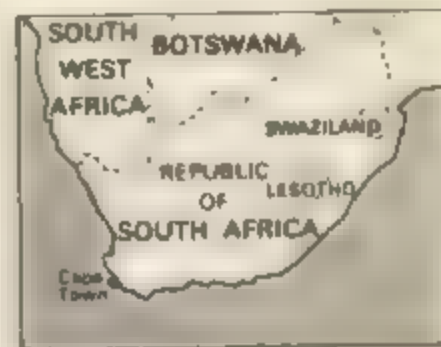 SOUTH
WEST
AFRICA
BOTSWANA
SWAZILAND
REPUBLIC
OF
SOUTH AFRICA
LESOTHO
Cape
Town